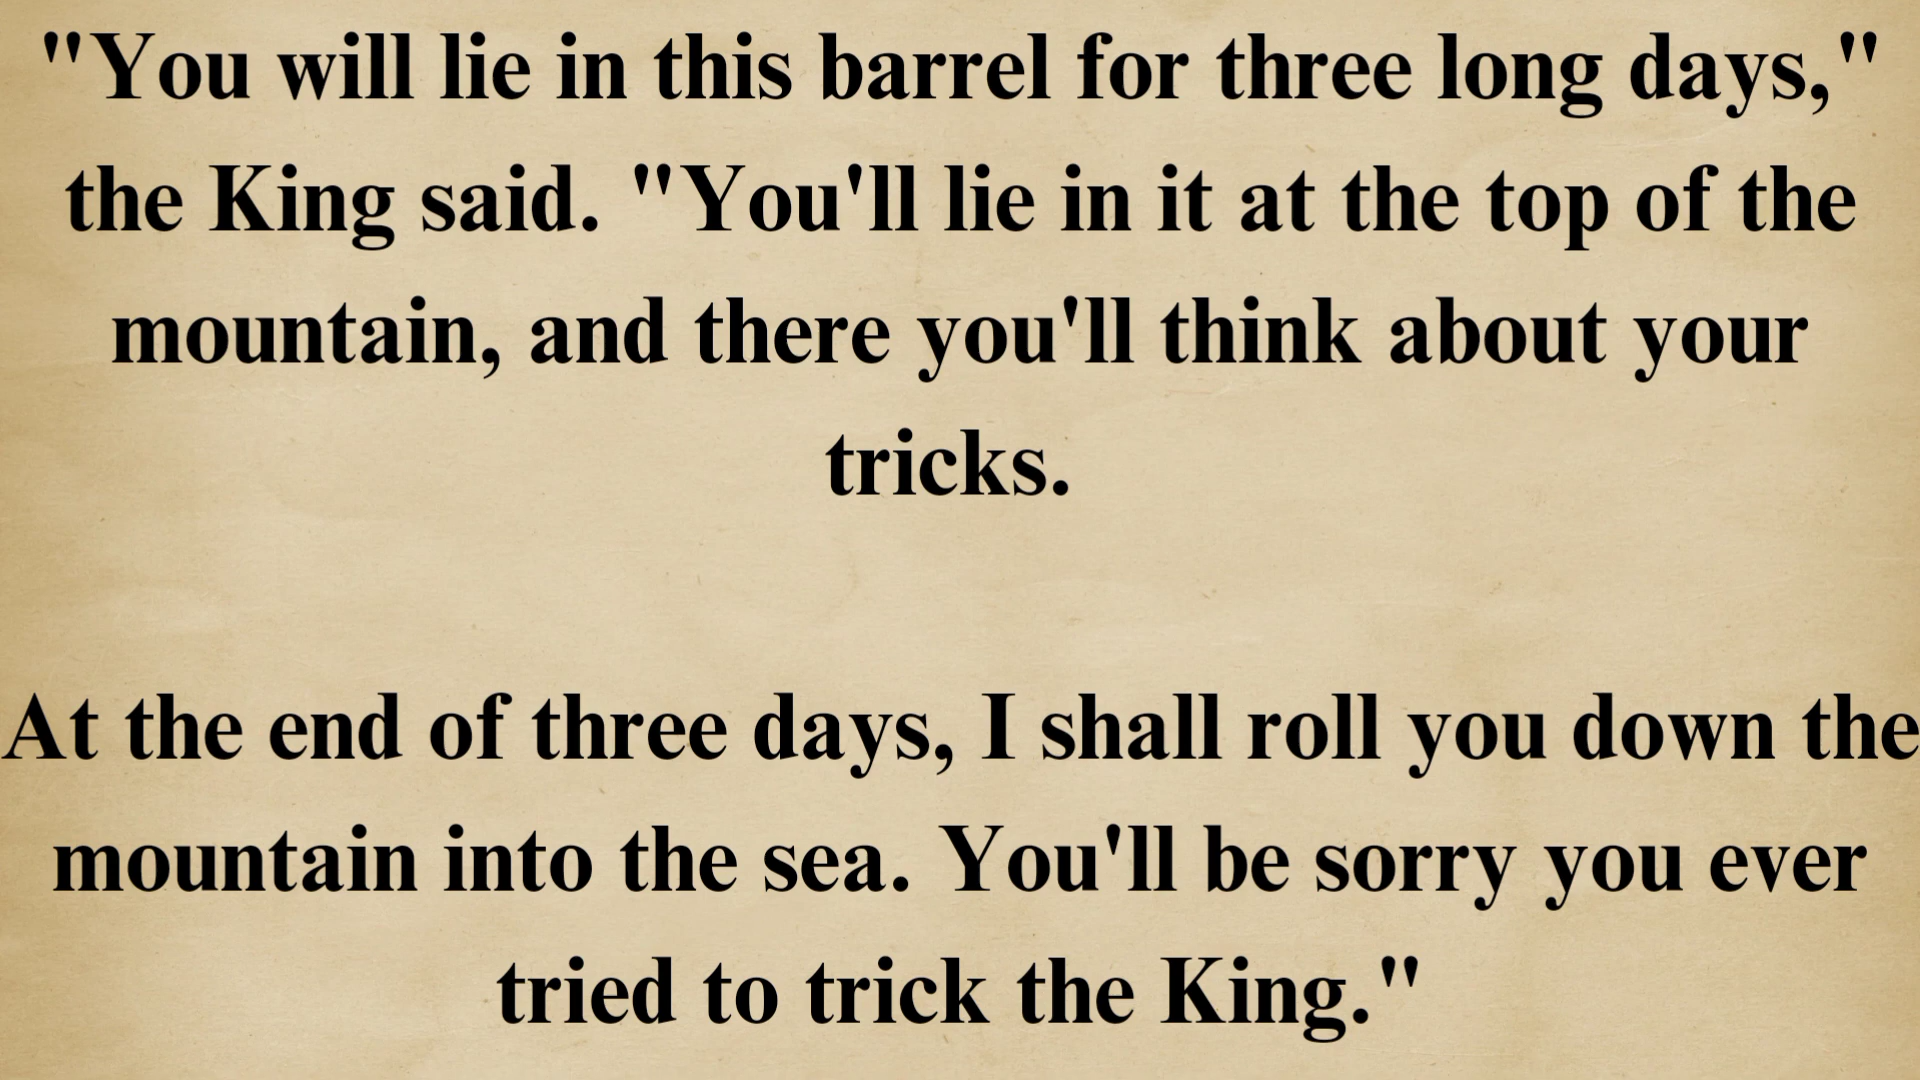 "You will lie in this barrel for three long days,"
the King said. "You'll lie in it at the top of the
mountain, and there you'll think about your
tricks.
At the end of three days, I shall roll you down the
mountain into the sea. You'll be sorry you ever
tried to trick the King."